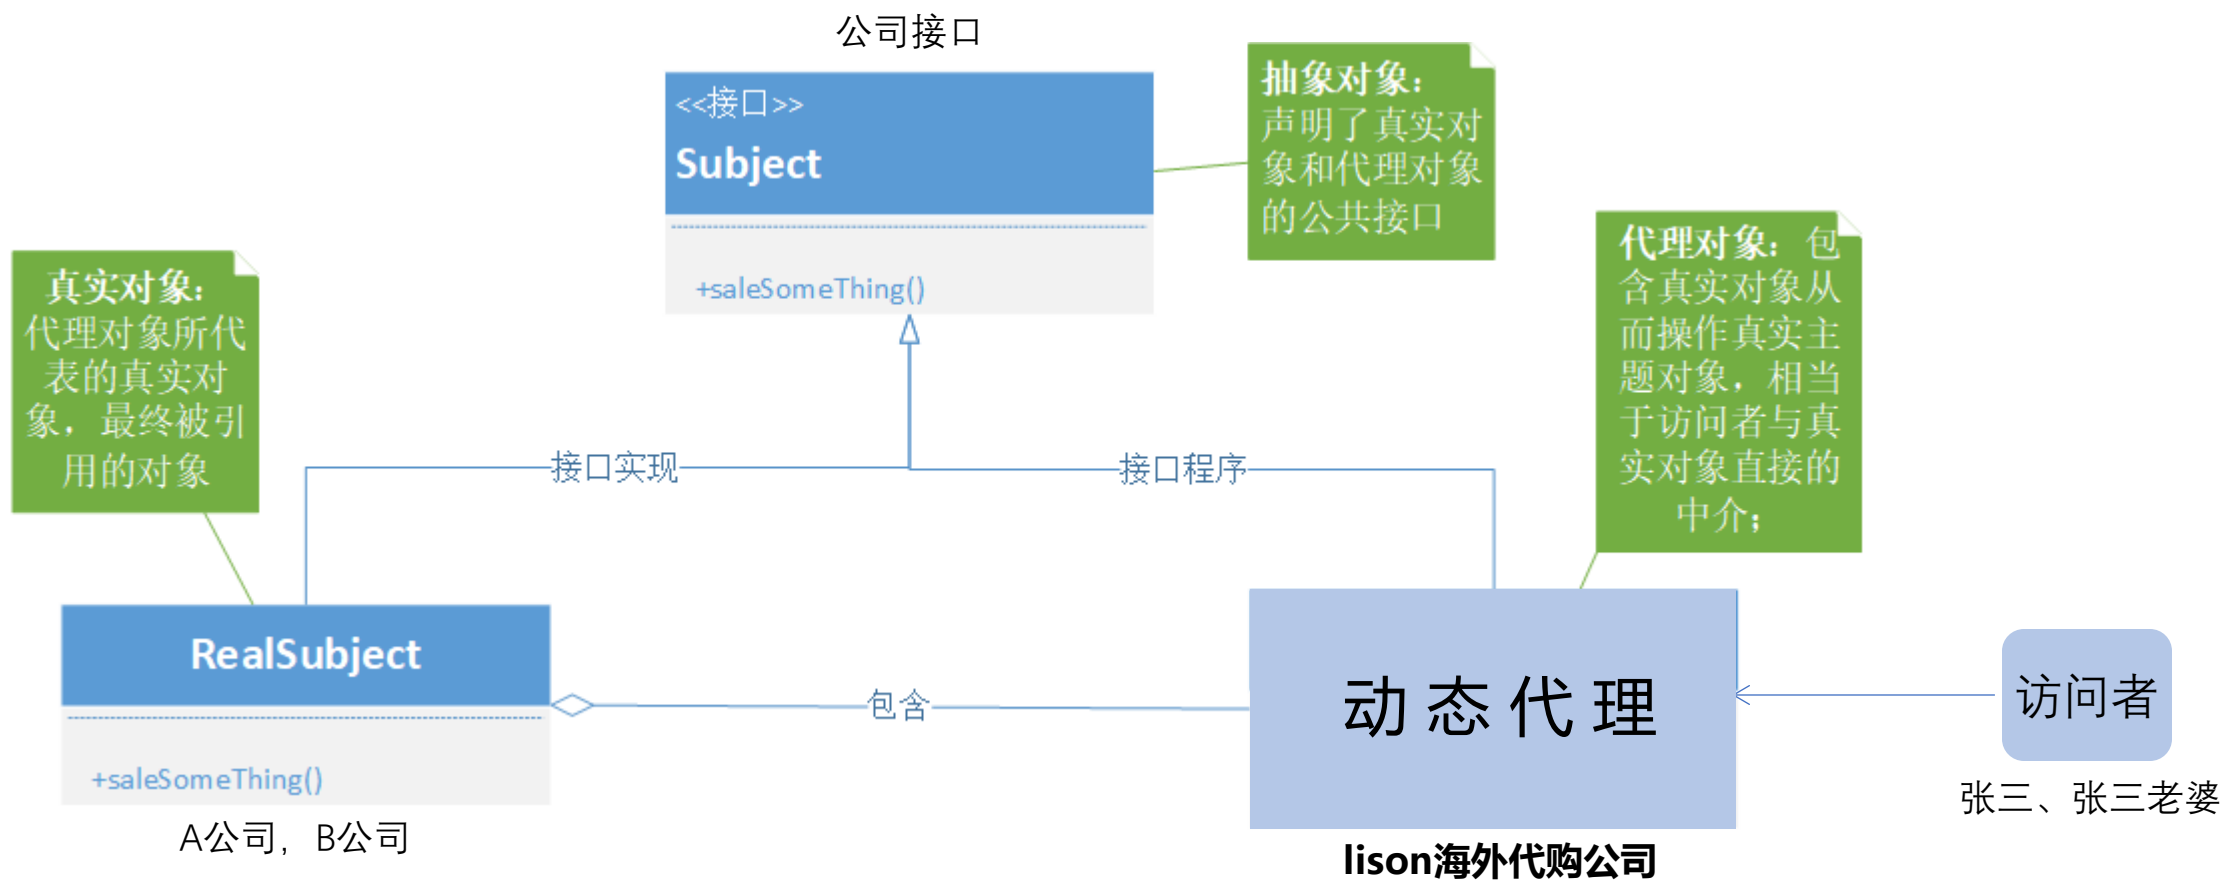 公司接口
<<接口>>
Subject
+saleSomeThing()
抽象对象：
声明了真实对
象和代理对象
的公共接口
代理对象：包
含真实对象从
而操作真实主
题对象，相当
于访问者与真
实对象直接的
中介；
真实对象：
代理对象所代
表的真实对
象，最终被引
用的对象
接口实现
接口程序
RealSubject
+saleSomeThing()
A公司，B公司
包含
动态代理
lison海外代购公司
访问者
张三、张三老婆